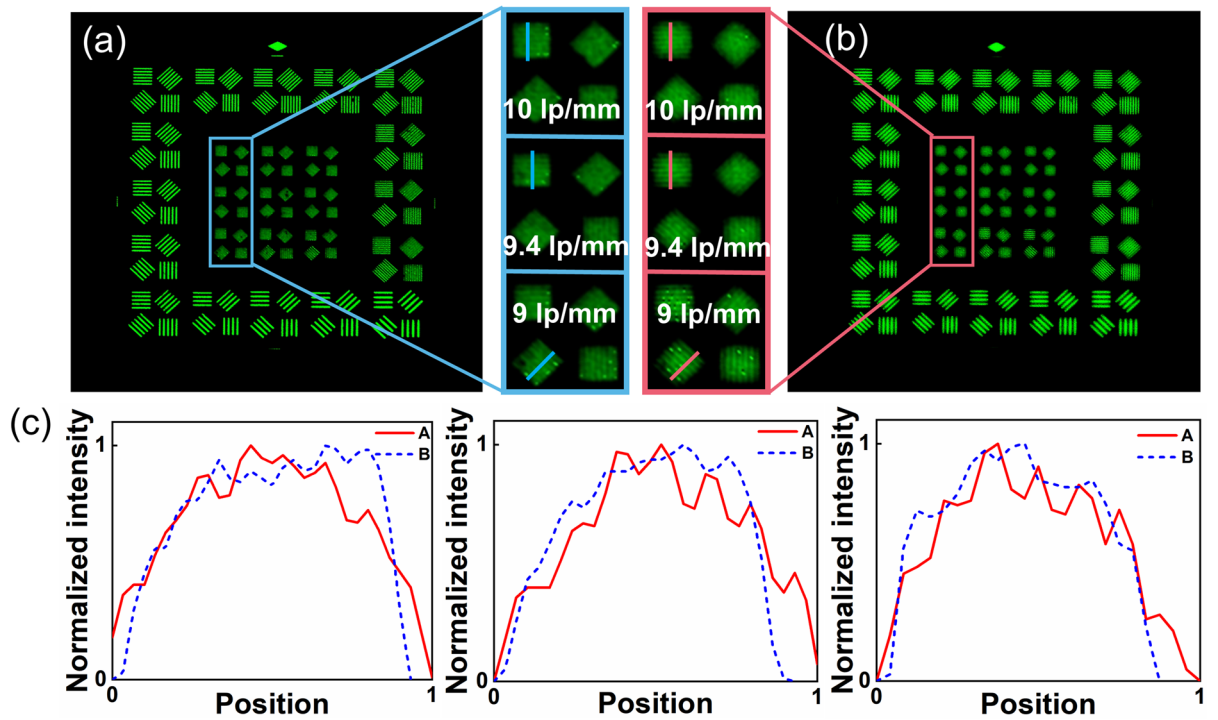 (a)
(b)
10 lp/mm
10 lp/mm
9.4 lp/mm
9.4 lp/mm
9 lp/mm
9 lp/mm
(c)
Normalized intensity
1
0
A
B
0
Position
1
Normalized intensity
1
0
A
B
0
Position
1
Normalized intensity
1
0
A
B
0
Position
1